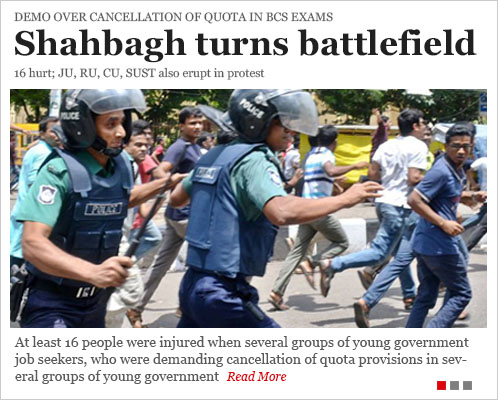 DEMO OVER CANCELLATION OF QUOTA IN BCS EXAMS
Shahbagh turns battlefield
16 hurt; JU, RU, CU, SUST also erupt in protest
POLICE
POLICE
At least 16 people were injured when several groups of young government
job seekers, who were demanding cancellation of quota provisions in sev-
eral groups of young government Read More